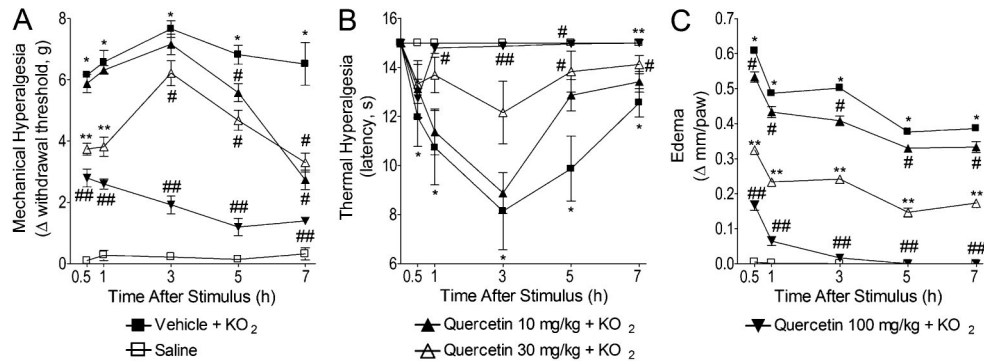 A
Mechanical Hyperalgesia
(Δ withdrawal threshold, g)
8
6
4
2
0
* * * * *
# #
** ** # # #
#
## ## ## ## ##
0.5 1 3 5 7
Time After Stimulus (h)
B
Thermal Hyperalgesia
(latency, s)
16
14
12
10
8
6
# ## # **
# # #
* * * * *
0.5 1 3 5 7
Time After Stimulus (h)
C
Edema
(Δ mm/paw)
0.7
0.6
0.5
0.4
0.3
0.2
0.1
0.0
* * * * *
# # # # #
** ** ** ** **
## ## ## ## ##
0.5 1 3 5 7
Time After Stimulus (h)
Vehicle + KO2
Saline
Quercetin 10 mg/kg + KO2
Quercetin 30 mg/kg + KO2
Quercetin 100 mg/kg + KO2